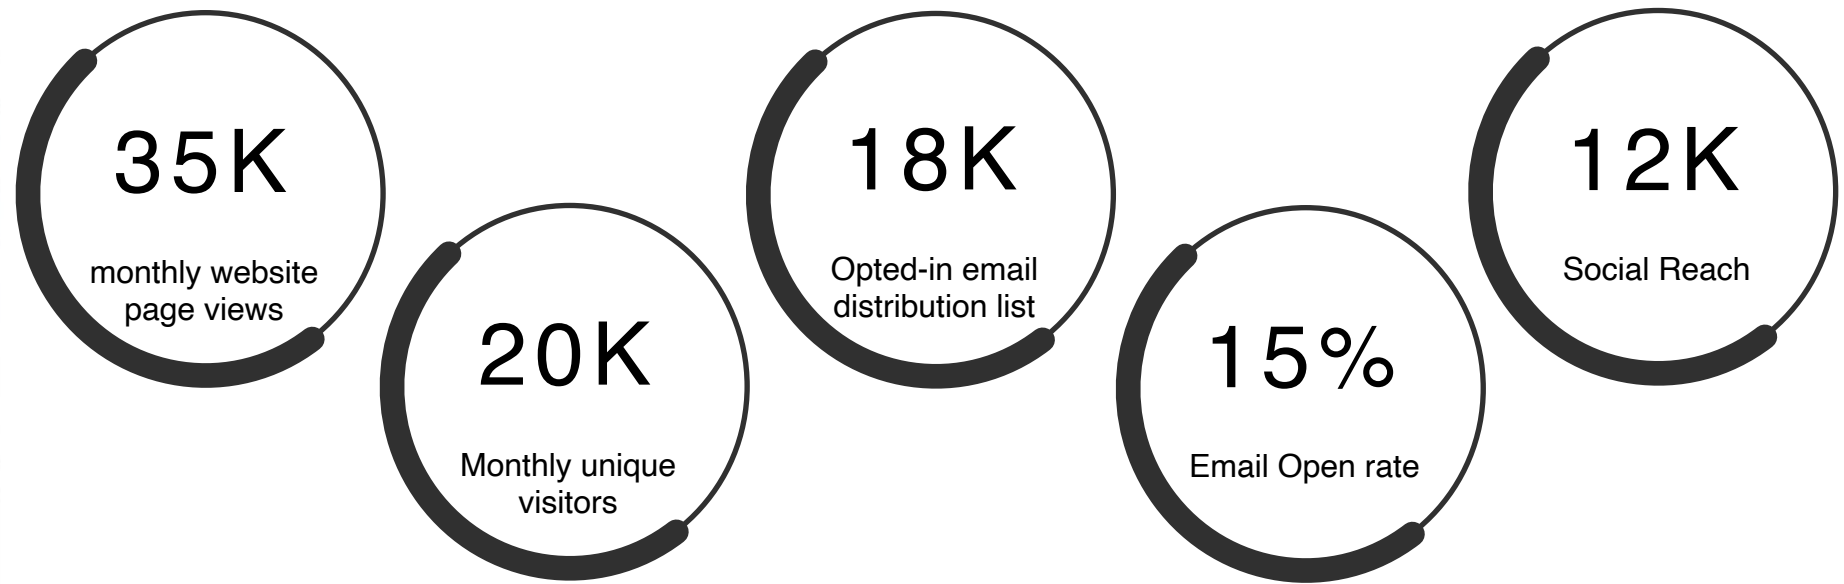 35K
monthly website
page views
20K
Monthly unique
visitors
18K
Opted-in email
distribution list
15%
Email Open rate
12K
Social Reach